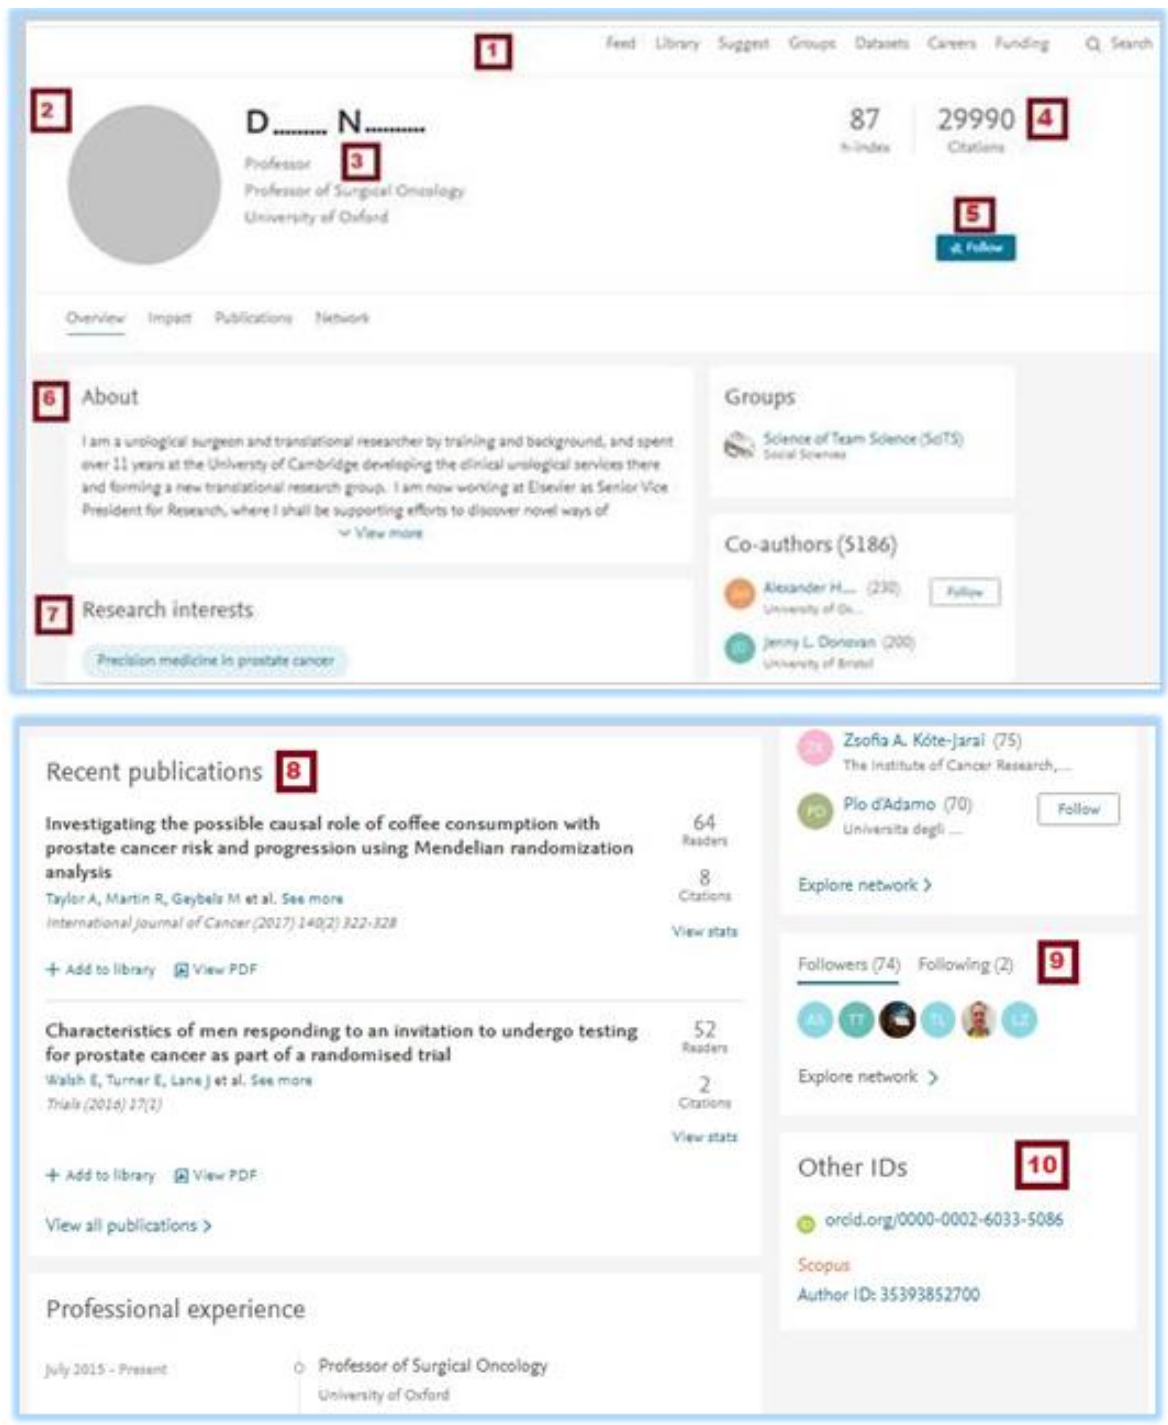 1
Feed Library Suggest Groups Datasets Careers Funding Search
2
D......... N..........
3
Professor
Professor of Surgical Oncology
University of Oxford
87
h-index
29990
Citations
4
5
Follow
Overview Impact Publications Network
6
About
I am a urological surgeon and translational researcher by training and background, and spent
over 11 years at the University of Cambridge developing the clinical urological services there
and forming a new translational research group. I am now working at Elsevier as Senior Vice
President for Research, where I shall be supporting efforts to discover novel ways of
View more
7
Research interests
Precision medicine in prostate cancer
Groups
Science of Team Science (SciTS)
Social Sciences
Co-authors (5186)
Alexander H... (230)
University of Ox...
Follow
Jenny L. Donovan (200)
University of Bristol
Recent publications
8
Investigating the possible causal role of coffee consumption with
prostate cancer risk and progression using Mendelian randomization
analysis
Taylor A, Martin R, Geybels M et al. See more
International Journal of Cancer (2017) 140(2) 322-328
64
Readers
8
Citations
View stats
+ Add to library View PDF
Characteristics of men responding to an invitation to undergo testing
for prostate cancer as part of a randomised trial
Walsh E, Turner E, Lane J et al. See more
Trials (2016) 17(1)
52
Readers
2
Citations
View stats
+ Add to library View PDF
View all publications >
Professional experience
July 2015 - Present
Professor of Surgical Oncology
University of Oxford
ZK
Zsofia A. Kóte-Jarai (75)
The Institute of Cancer Research,...
PD
Pio d'Adamo (70)
Universita degli ...
Follow
Explore network >
Followers (74) Following (2)
9
AS TT TL LZ
Explore network >
Other IDs
10
iD
orcid.org/0000-0002-6033-5086
Scopus
Author ID: 35393852700